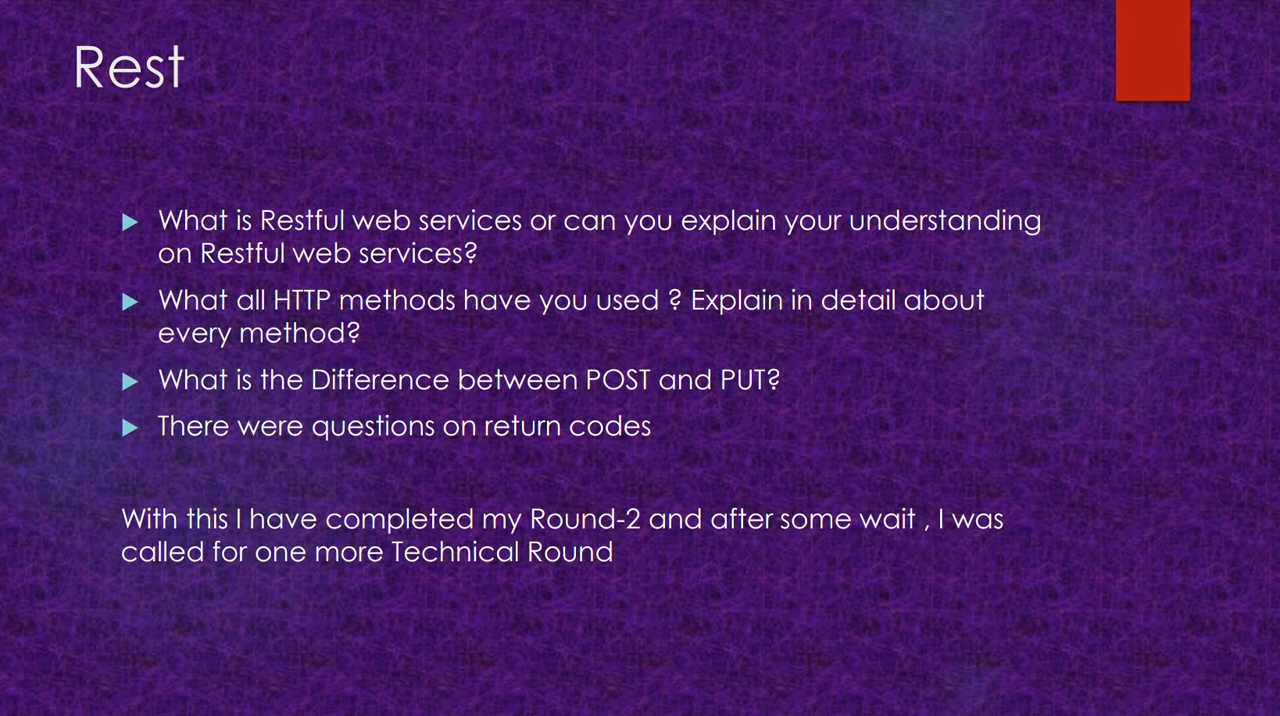 Rest
What is Restful web services or can you explain your understanding
on Restful web services?
What all HTTP methods have you used ? Explain in detail about
every method?
What is the Difference between POST and PUT?
There were questions on return codes
With this I have completed my Round-2 and after some wait , I was
called for one more Technical Round